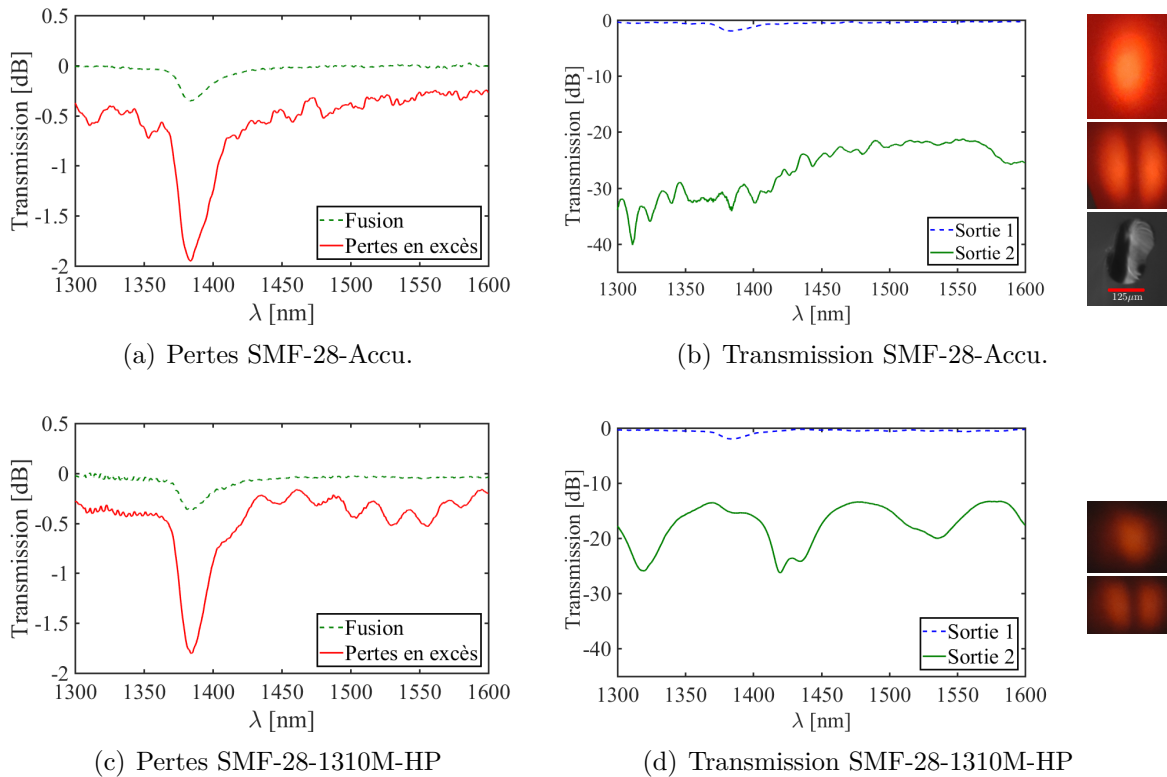 0.5
0
-0.5
-1
-1.5
-2
Transmission [dB]
Fusion
Pertes en excès
1300 1350 1400 1450 1500 1550 1600
λ [nm]
(a) Pertes SMF-28-Accu.
0
-10
-20
-30
-40
Transmission [dB]
Sortie 1
Sortie 2
1300 1350 1400 1450 1500 1550 1600
λ [nm]
125μm
(b) Transmission SMF-28-Accu.
0.5
0
-0.5
-1
-1.5
-2
Transmission [dB]
Fusion
Pertes en excès
1300 1350 1400 1450 1500 1550 1600
λ [nm]
(c) Pertes SMF-28-1310M-HP
0
-10
-20
-30
-40
Transmission [dB]
Sortie 1
Sortie 2
1300 1350 1400 1450 1500 1550 1600
λ [nm]
(d) Transmission SMF-28-1310M-HP